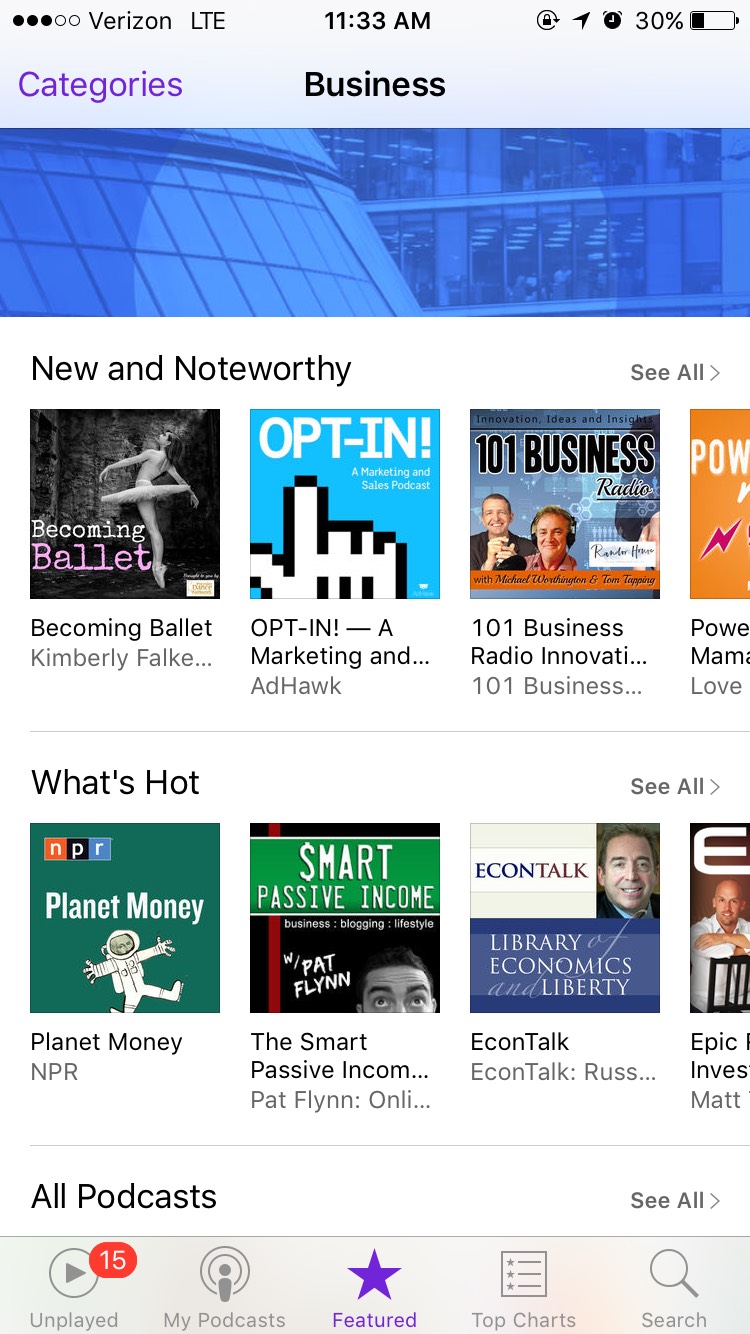 Verizon LTE 11:33 AM 30%
Categories Business
New and Noteworthy See All
Becoming
Ballet
OPT-IN!
A Marketing and
Sales Podcast
AdHawk
Innovation, Ideas and Insights
101 BUSINESS
Radio
with Michael Worthington & Tom Tapping
POW
Becoming Ballet
Kimberly Falke...
OPT-IN! — A
Marketing and...
AdHawk
101 Business
Radio Innovati...
101 Business...
Powe
Mama
Love
What's Hot See All
npr
Planet Money
$MART
PASSIVE INCOME
business : blogging : lifestyle
W/ PAT
FLYNN
ECONTALK
LIBRARY of
ECONOMICS
and LIBERTY
E
Planet Money
NPR
The Smart
Passive Incom...
Pat Flynn: Onli...
EconTalk
EconTalk: Russ...
Epic
Inves
Matt
All Podcasts See All
15
Unplayed My Podcasts Featured Top Charts Search